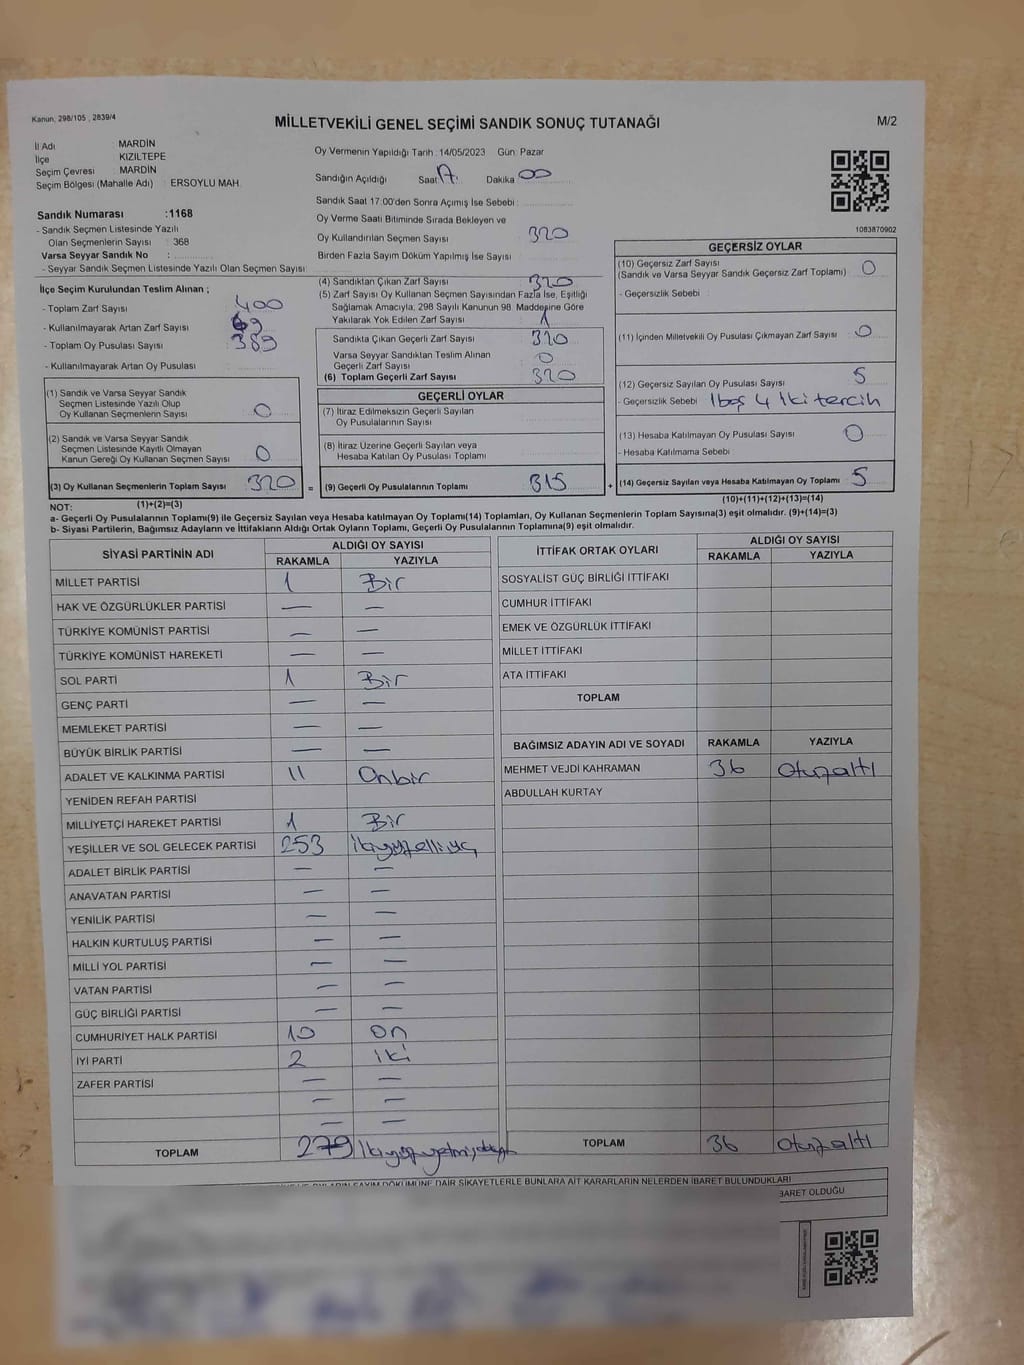 Kanun, 298/105 , 2839/4
MİLLETVEKİLİ GENEL SEÇİMİ SANDIK SONUÇ TUTANAĞI
M/2
İl Adı : MARDİN
İlçe : KIZILTEPE
Seçim Çevresi : MARDİN
Seçim Bölgesi (Mahalle Adı) : ERSOYLU MAH.
Oy Vermenin Yapıldığı Tarih : 14/05/2023 Gün: Pazar
Sandığın Açıldığı Saat 17 Dakika 00
Sandık Saat 17:00'den Sonra Açımış İse Sebebi :
Oy Verme Saati Bitiminde Sırada Bekleyen ve
Oy Kullandırılan Seçmen Sayısı : 320
Birden Fazla Sayım Döküm Yapılmış İse Sayısı :
1083870902
Sandık Numarası :1168
- Sandık Seçmen Listesinde Yazılı
Olan Seçmenlerin Sayısı : 368
Varsa Seyyar Sandık No :
- Seyyar Sandık Seçmen Listesinde Yazılı Olan Seçmen Sayısı :
İlçe Seçim Kurulundan Teslim Alınan ;
- Toplam Zarf Sayısı : 400
- Kullanılmayarak Artan Zarf Sayısı
- Toplam Oy Pusulası Sayısı : 389
- Kullanılmayarak Artan Oy Pusulası :
(1) Sandık ve Varsa Seyyar Sandık
Seçmen Listesinde Yazılı Olup
Oy Kullanan Seçmenlerin Sayısı : 0
(2) Sandık ve Varsa Seyyar Sandık
Seçmen Listesinde Kayıtlı Olmayan
Kanun Gereği Oy Kullanan Seçmen Sayısı : 0
(3) Oy Kullanan Seçmenlerin Toplam Sayısı : 320
(1)+(2)=(3)
(4) Sandıktan Çıkan Zarf Sayısı : 320
(5) Zarf Sayısı Oy Kullanan Seçmen Sayısından Fazla İse, Eşitliği
Sağlamak Amacıyla; 298 Sayılı Kanunun 98. Maddesine Göre
Yakılarak Yok Edilen Zarf Sayısı : 1
Sandıkta Çıkan Geçerli Zarf Sayısı : 320
Varsa Seyyar Sandıktan Teslim Alınan
Geçerli Zarf Sayısı : 0
(6) Toplam Geçerli Zarf Sayısı : 320
GEÇERLİ OYLAR
(7) İtiraz Edilmeksizin Geçerli Sayılan
Oy Pusulalarının Sayısı :
(8) İtiraz Üzerine Geçerli Sayılan veya
Hesaba Katılan Oy Pusulası Toplamı :
= (9) Geçerli Oy Pusulalarının Toplamı : 315 +
GEÇERSİZ OYLAR
(10) Geçersiz Zarf Sayısı
(Sandık ve Varsa Seyyar Sandık Geçersiz Zarf Toplamı) : 0
- Geçersizlik Sebebi :
(11) İçinden Milletvekili Oy Pusulası Çıkmayan Zarf Sayısı : 0
(12) Geçersiz Sayılan Oy Pusulası Sayısı : 5
- Geçersizlik Sebebi : 1 boş 4 iki tercih
(13) Hesaba Katılmayan Oy Pusulası Sayısı : 0
- Hesaba Katılmama Sebebi :
(14) Geçersiz Sayılan veya Hesaba Katılmayan Oy Toplamı : 5
(10)+(11)+(12)+(13)=(14)
NOT:
a- Geçerli Oy Pusulalarının Toplamı(9) ile Geçersiz Sayılan veya Hesaba katılmayan Oy Toplamı(14) Toplamları, Oy Kullanan Seçmenlerin Toplam Sayısına(3) eşit olmalıdır. (9)+(14)=(3)
b- Siyasi Partilerin, Bağımsız Adayların ve İttifakların Aldığı Ortak Oyların Toplamı, Geçerli Oy Pusulalarının Toplamına(9) eşit olmalıdır.
SİYASİ PARTİNİN ADI ALDIĞI OY SAYISI
RAKAMLA YAZIYLA
MİLLET PARTİSİ 1 Bir
HAK VE ÖZGÜRLÜKLER PARTİSİ — —
TÜRKİYE KOMÜNİST PARTİSİ — —
TÜRKİYE KOMÜNİST HAREKETİ — —
SOL PARTİ 1 Bir
GENÇ PARTİ — —
MEMLEKET PARTİSİ — —
BÜYÜK BİRLİK PARTİSİ — —
ADALET VE KALKINMA PARTİSİ 11 Onbir
YENİDEN REFAH PARTİSİ
MİLLİYETÇİ HAREKET PARTİSİ 1 Bir
YEŞİLLER VE SOL GELECEK PARTİSİ 253 ikiyüzelliüç
ADALET BİRLİK PARTİSİ — —
ANAVATAN PARTİSİ — —
YENİLİK PARTİSİ — —
HALKIN KURTULUŞ PARTİSİ — —
MİLLİ YOL PARTİSİ — —
VATAN PARTİSİ — —
GÜÇ BİRLİĞİ PARTİSİ — —
CUMHURİYET HALK PARTİSİ 10 On
İYİ PARTİ 2 iki
ZAFER PARTİSİ — —
— —
— —
TOPLAM 279
İTTİFAK ORTAK OYLARI ALDIĞI OY SAYISI
RAKAMLA YAZIYLA
SOSYALİST GÜÇ BİRLİĞİ İTTİFAKI
CUMHUR İTTİFAKI
EMEK VE ÖZGÜRLÜK İTTİFAKI
MİLLET İTTİFAKI
ATA İTTİFAKI
TOPLAM
BAĞIMSIZ ADAYIN ADI VE SOYADI RAKAMLA YAZIYLA
MEHMET VEJDİ KAHRAMAN 36 Otuzaltı
ABDULLAH KURTAY
TOPLAM 36 Otuzaltı
SAYIM DÖKÜMÜNE DAİR ŞİKAYETLERLE BUNLARA AİT KARARLARIN NELERDEN İBARET BULUNDUKLARI
BARET OLDUĞU